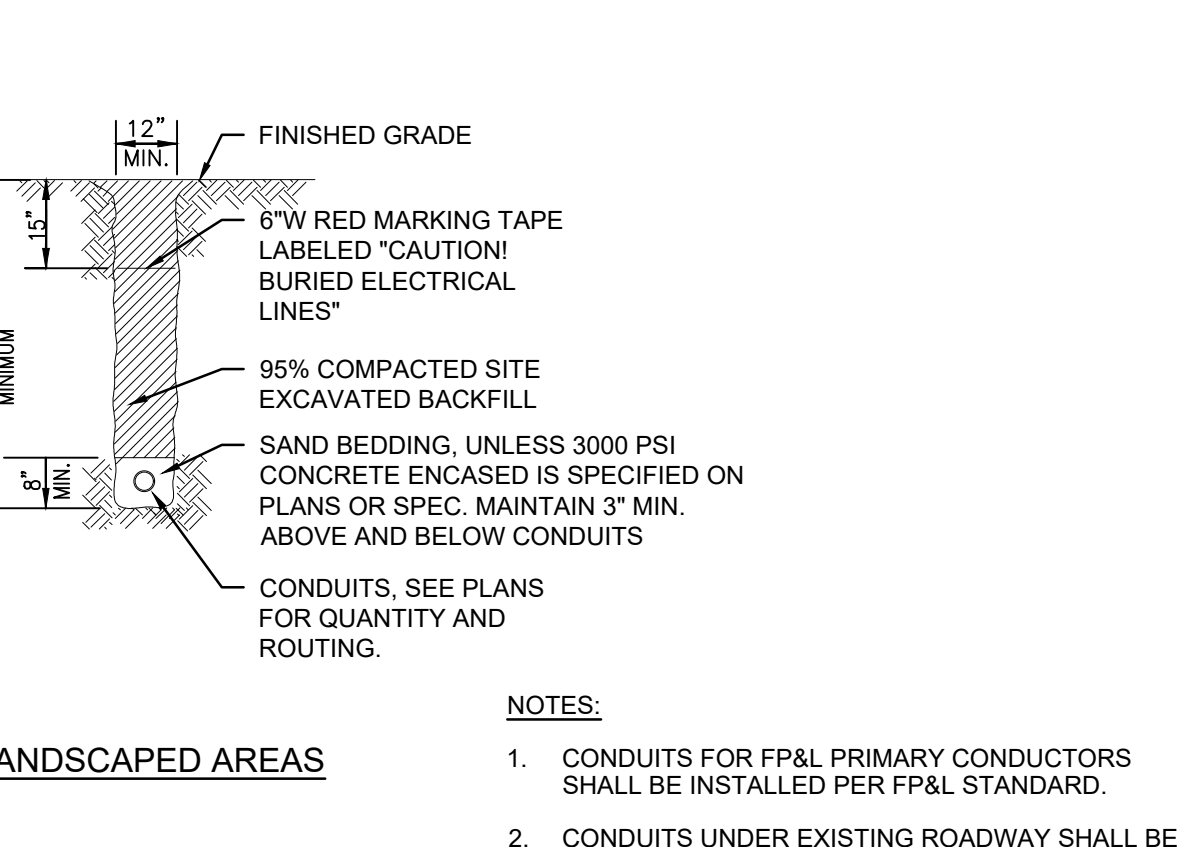 12"
MIN.
FINISHED GRADE
15"
6"W RED MARKING TAPE
LABELED "CAUTION!
BURIED ELECTRICAL
LINES"
MINIMUM
95% COMPACTED SITE
EXCAVATED BACKFILL
8"
MIN.
SAND BEDDING, UNLESS 3000 PSI
CONCRETE ENCASED IS SPECIFIED ON
PLANS OR SPEC. MAINTAIN 3" MIN.
ABOVE AND BELOW CONDUITS
CONDUITS, SEE PLANS
FOR QUANTITY AND
ROUTING.
ANDSCAPED AREAS
NOTES:
1. CONDUITS FOR FP&L PRIMARY CONDUCTORS
SHALL BE INSTALLED PER FP&L STANDARD.
2. CONDUITS UNDER EXISTING ROADWAY SHALL BE